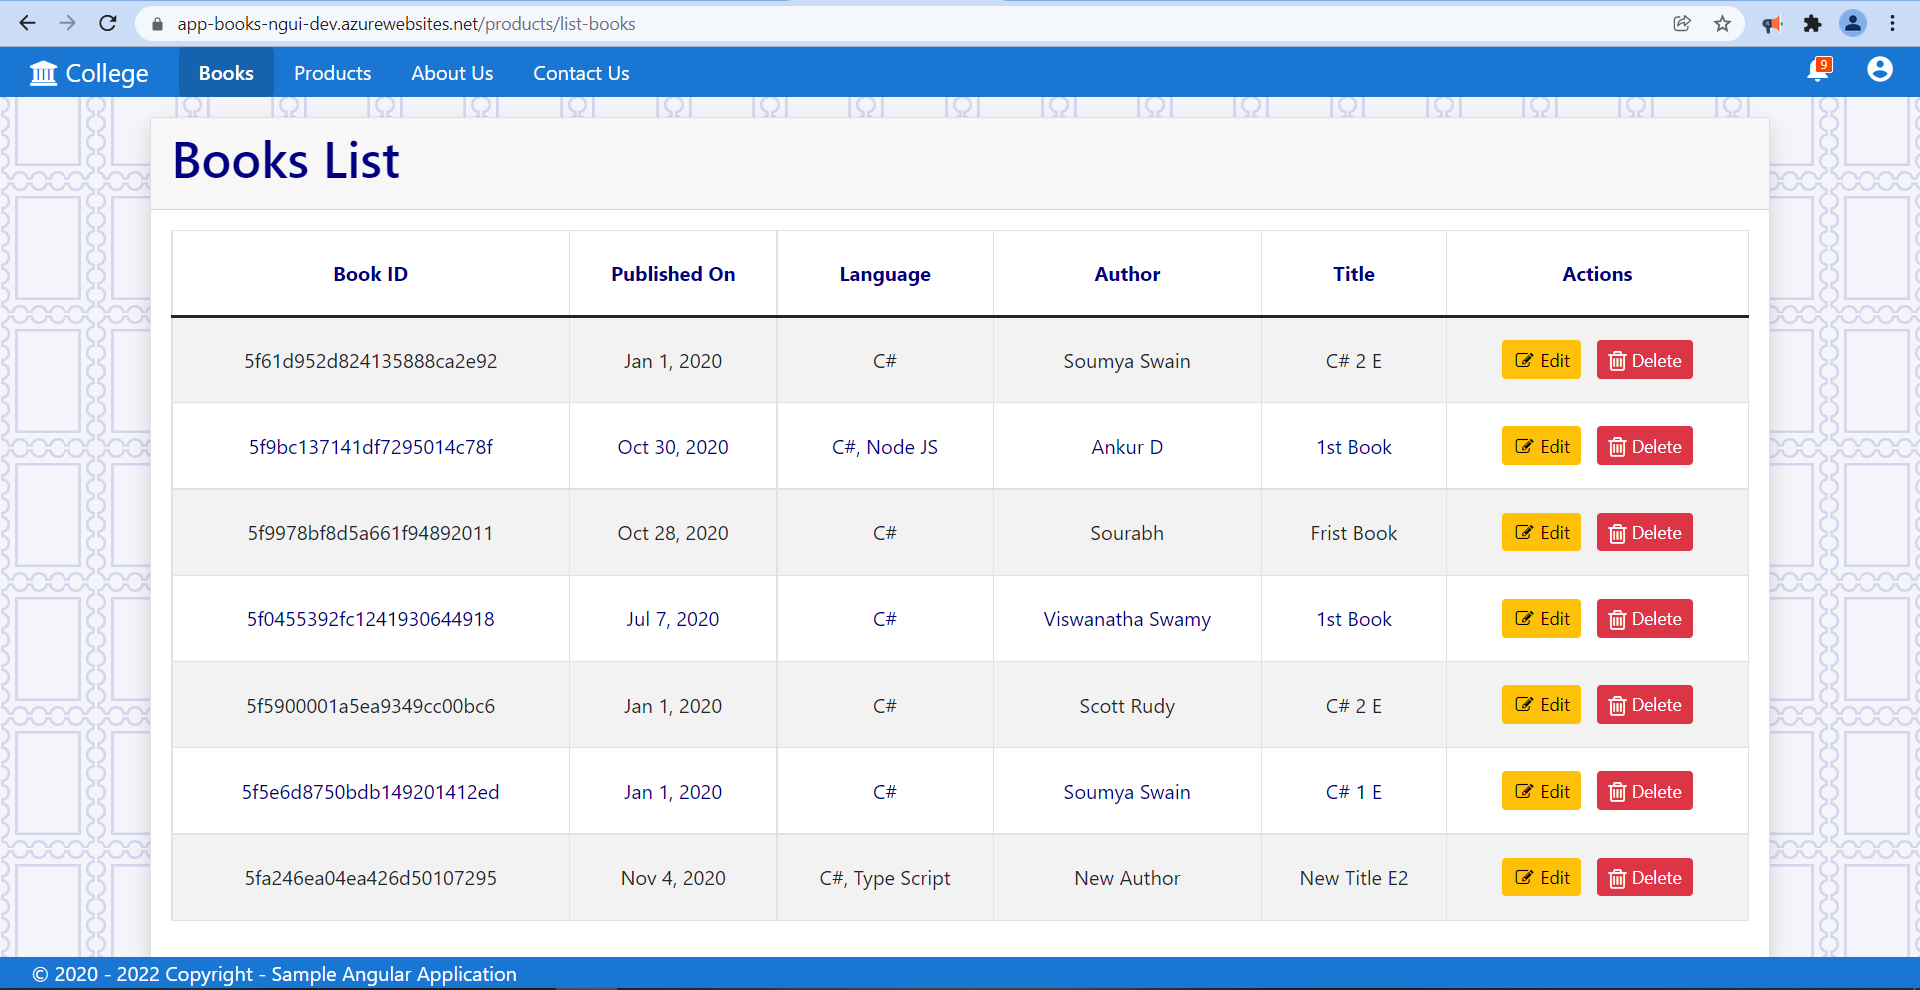 app-books-ngui-dev.azurewebsites.net/products/list-books
College Books Products About Us Contact Us 9
Books List
Book ID Published On Language Author Title Actions
5f61d952d824135888ca2e92 Jan 1, 2020 C# Soumya Swain C# 2 E Edit Delete
5f9bc137141df7295014c78f Oct 30, 2020 C#, Node JS Ankur D 1st Book Edit Delete
5f9978bf8d5a661f94892011 Oct 28, 2020 C# Sourabh Frist Book Edit Delete
5f0455392fc1241930644918 Jul 7, 2020 C# Viswanatha Swamy 1st Book Edit Delete
5f5900001a5ea9349cc00bc6 Jan 1, 2020 C# Scott Rudy C# 2 E Edit Delete
5f5e6d8750bdb149201412ed Jan 1, 2020 C# Soumya Swain C# 1 E Edit Delete
5fa246ea04ea426d50107295 Nov 4, 2020 C#, Type Script New Author New Title E2 Edit Delete
© 2020 - 2022 Copyright - Sample Angular Application